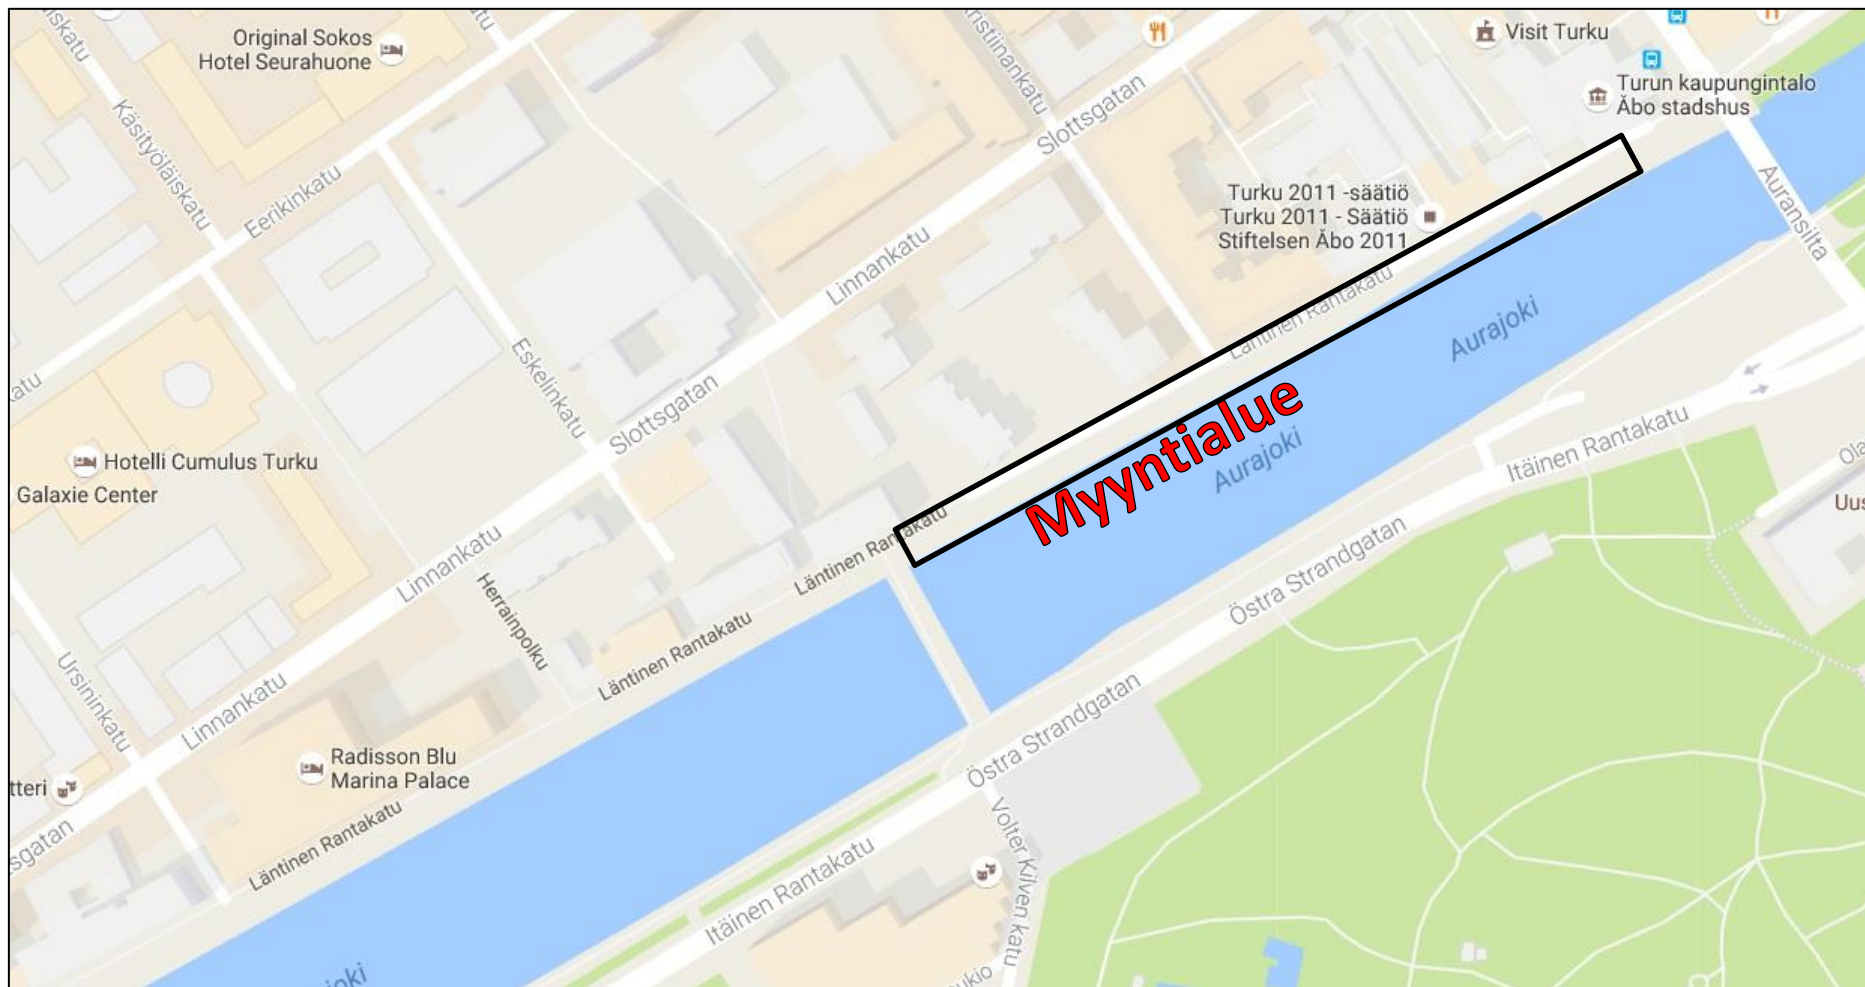 Original Sokos
Hotel Seurahuone
Visit Turku
Turun kaupungintalo
Åbo stadshus
Käsityöläiskatu
Eerikinkatu
Slottsgatan
Auransilta
Turku 2011 -säätiö
Turku 2011 - Säätiö
Stiftelsen Åbo 2011
Linnankatu
Läntinen Rantakatu
Aurajoki
Eskelinkatu
Slottsgatan
Myyntialue
Aurajoki
Itäinen Rantakatu
Hotelli Cumulus Turku
Galaxie Center
Linnankatu
Läntinen Rantakatu
Östra Strandgatan
Herrainpolku
Läntinen Rantakatu
Ursininkatu
Linnankatu
Östra Strandgatan
Radisson Blu
Marina Palace
Läntinen Rantakatu
Volter Kilven katu
Itäinen Rantakatu